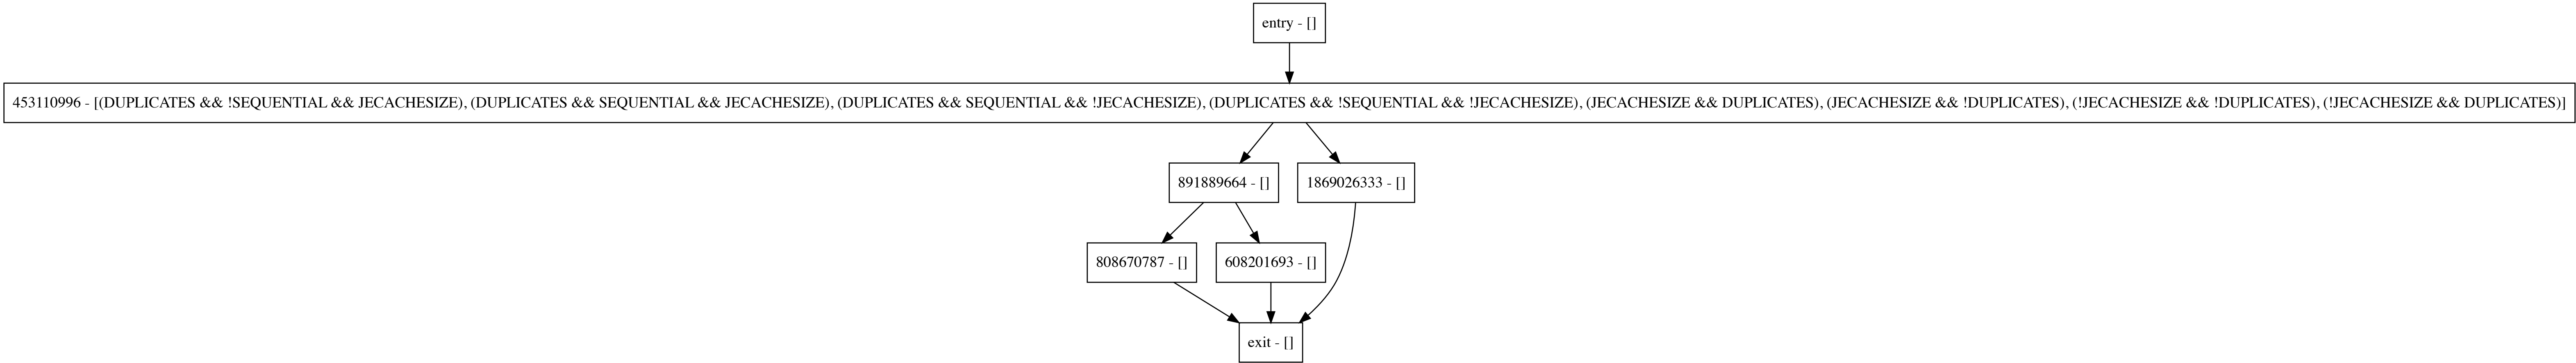 entry - []
453110996 - [(DUPLICATES && !SEQUENTIAL && JECACHESIZE), (DUPLICATES && SEQUENTIAL && JECACHESIZE), (DUPLICATES && SEQUENTIAL && !JECACHESIZE), (DUPLICATES && !SEQUENTIAL && !JECACHESIZE), (JECACHESIZE && DUPLICATES), (JECACHESIZE && !DUPLICATES), (!JECACHESIZE && !DUPLICATES), (!JECACHESIZE && DUPLICATES)]
891889664 - []
1869026333 - []
808670787 - []
608201693 - []
exit - []